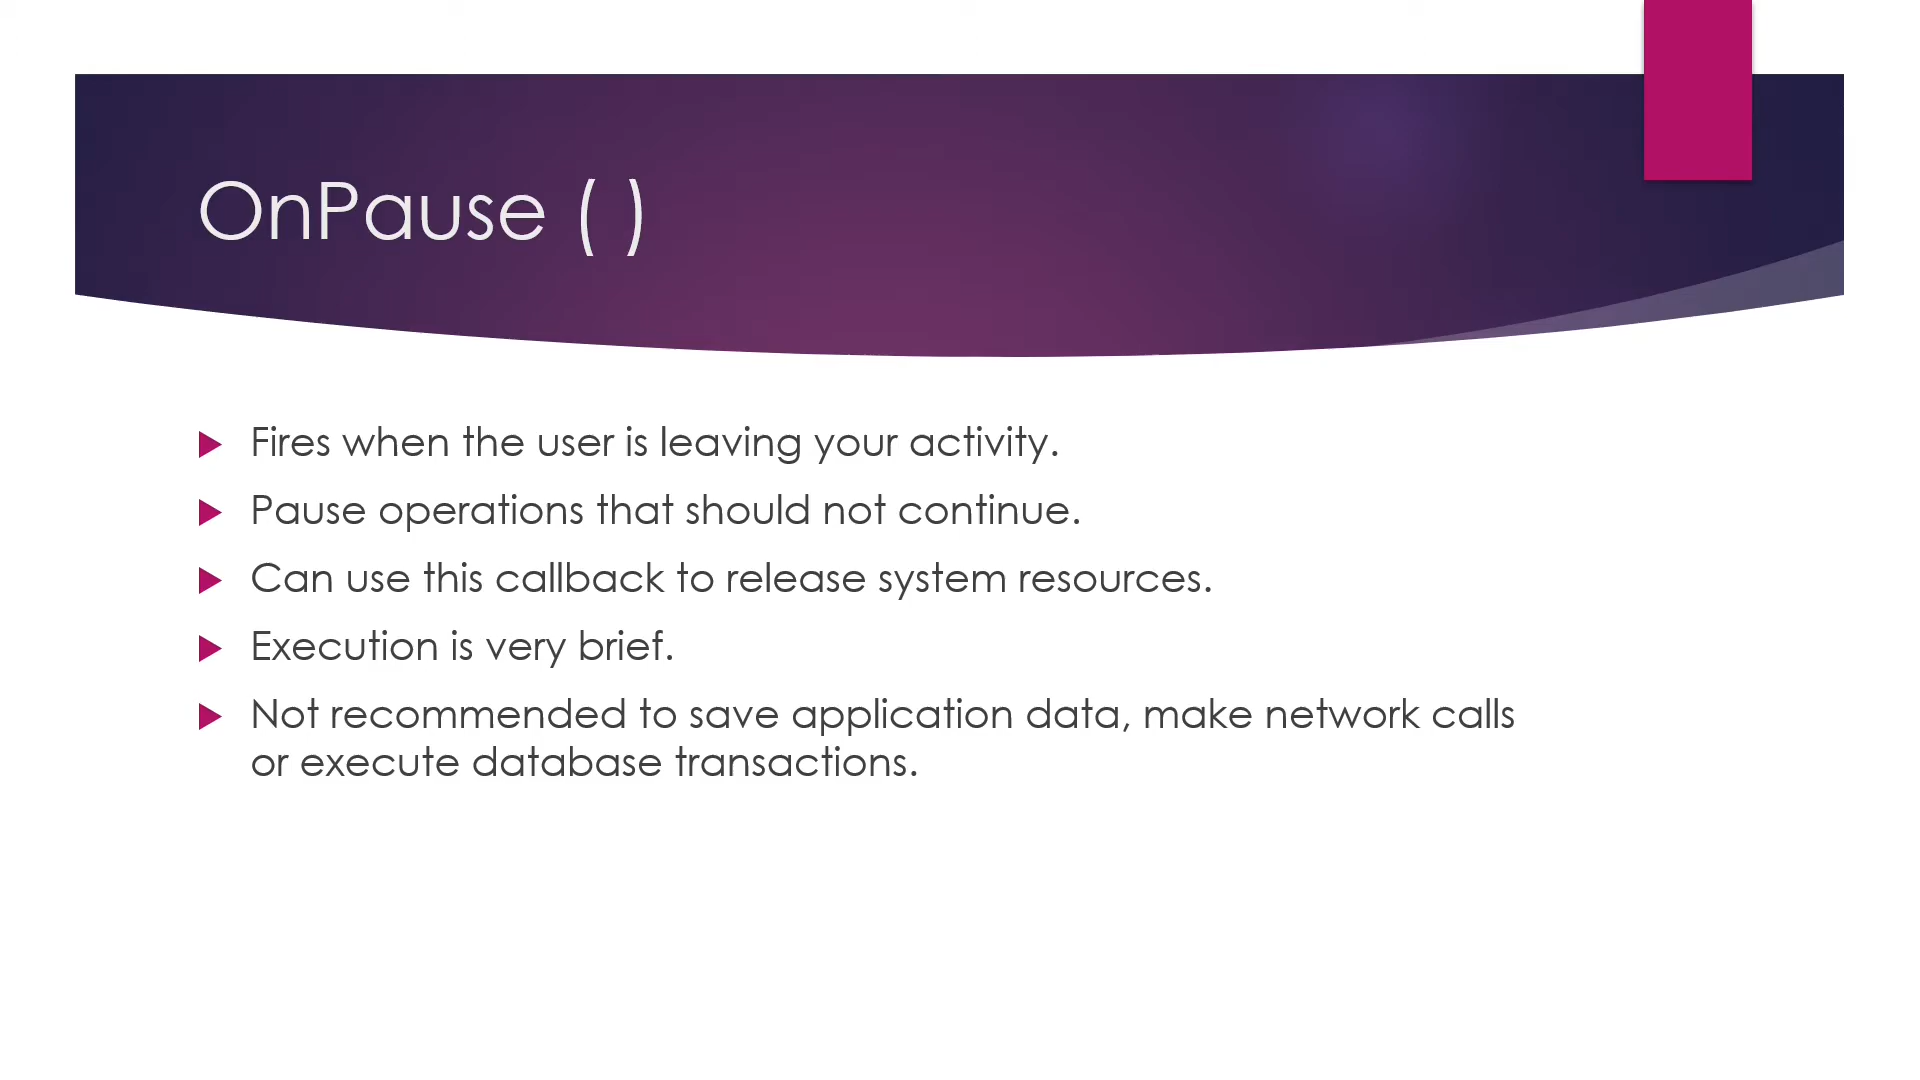 OnPause ( )
Fires when the user is leaving your activity.
Pause operations that should not continue.
Can use this callback to release system resources.
Execution is very brief.
Not recommended to save application data, make network calls
or execute database transactions.